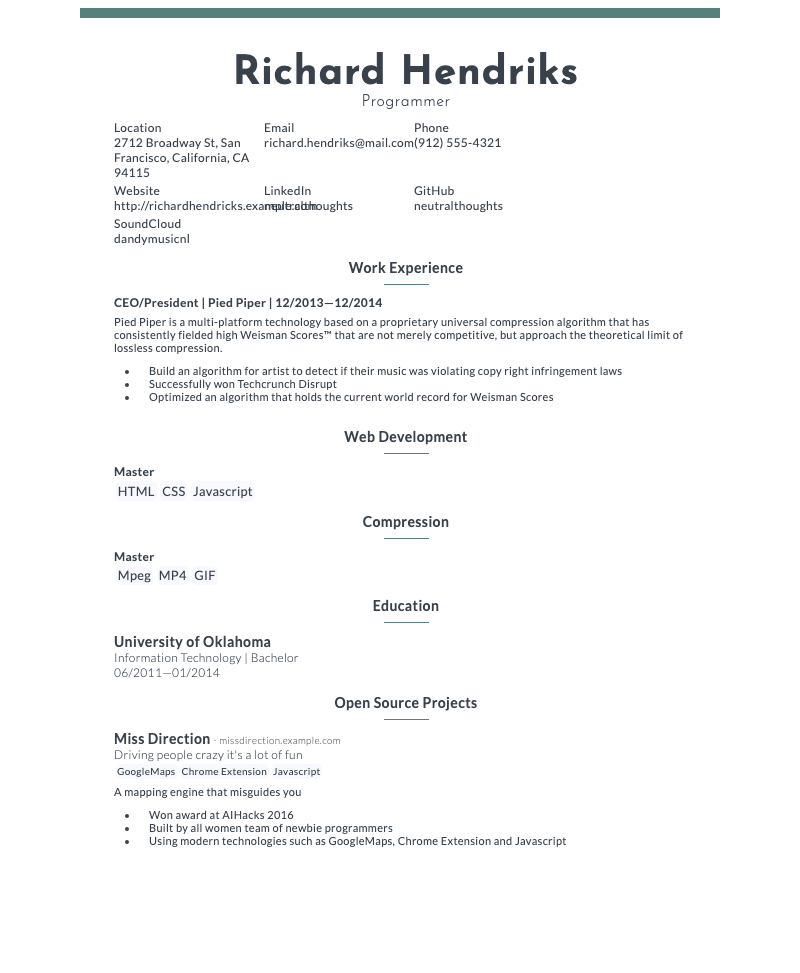 Richard Hendriks
Programmer
Location Email Phone
2712 Broadway St, San richard.hendriks@mail.com (912) 555-4321
Francisco, California, CA
94115
Website LinkedIn GitHub
http://richardhendricks.example.com neutralthoughts neutralthoughts
SoundCloud
dandymusicnl
Work Experience
CEO/President | Pied Piper | 12/2013—12/2014
Pied Piper is a multi-platform technology based on a proprietary universal compression algorithm that has
consistently fielded high Weisman Scores™ that are not merely competitive, but approach the theoretical limit of
lossless compression.
• Build an algorithm for artist to detect if their music was violating copy right infringement laws
• Successfully won Techcrunch Disrupt
• Optimized an algorithm that holds the current world record for Weisman Scores
Web Development
Master
HTML CSS Javascript
Compression
Master
Mpeg MP4 GIF
Education
University of Oklahoma
Information Technology | Bachelor
06/2011—01/2014
Open Source Projects
Miss Direction - missdirection.example.com
Driving people crazy it's a lot of fun
GoogleMaps Chrome Extension Javascript
A mapping engine that misguides you
• Won award at AIHacks 2016
• Built by all women team of newbie programmers
• Using modern technologies such as GoogleMaps, Chrome Extension and Javascript